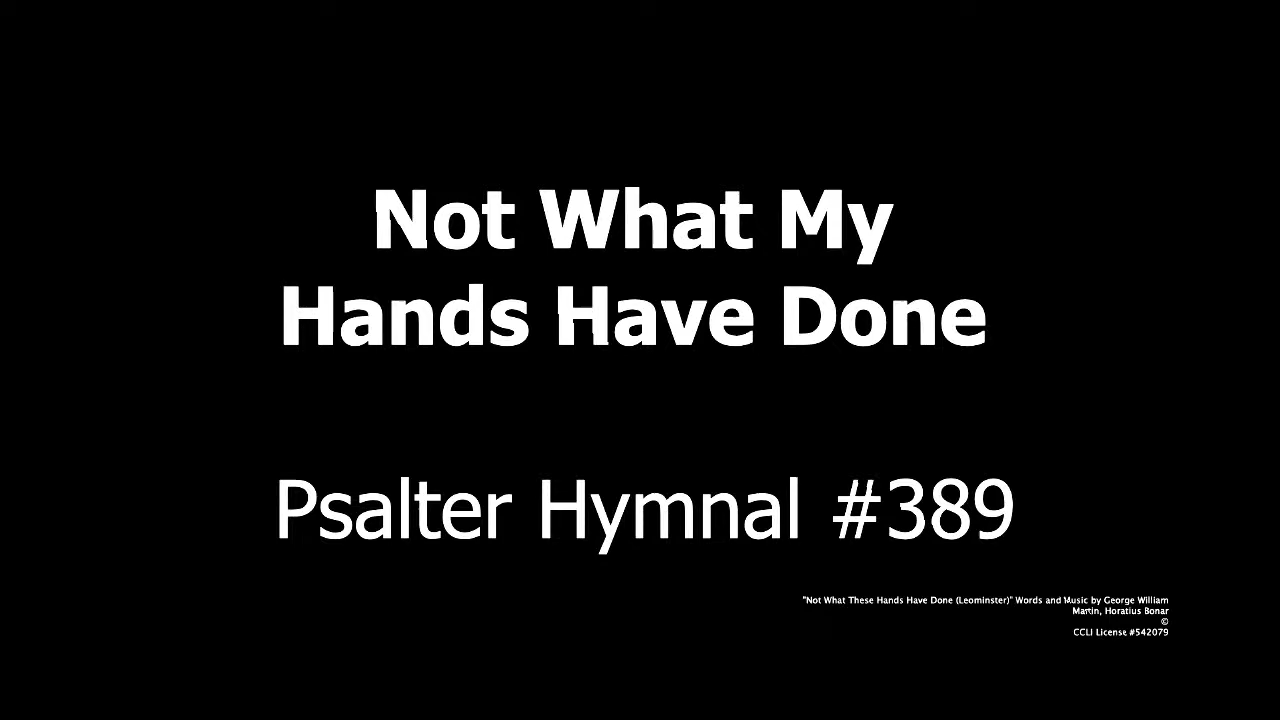 Not What My
Hands Have Done
Psalter Hymnal #389
"Not What These Hands Have Done (Leominster)" Words and Music by George William
Martin, Horatius Bonar
©
CCLI License #542079